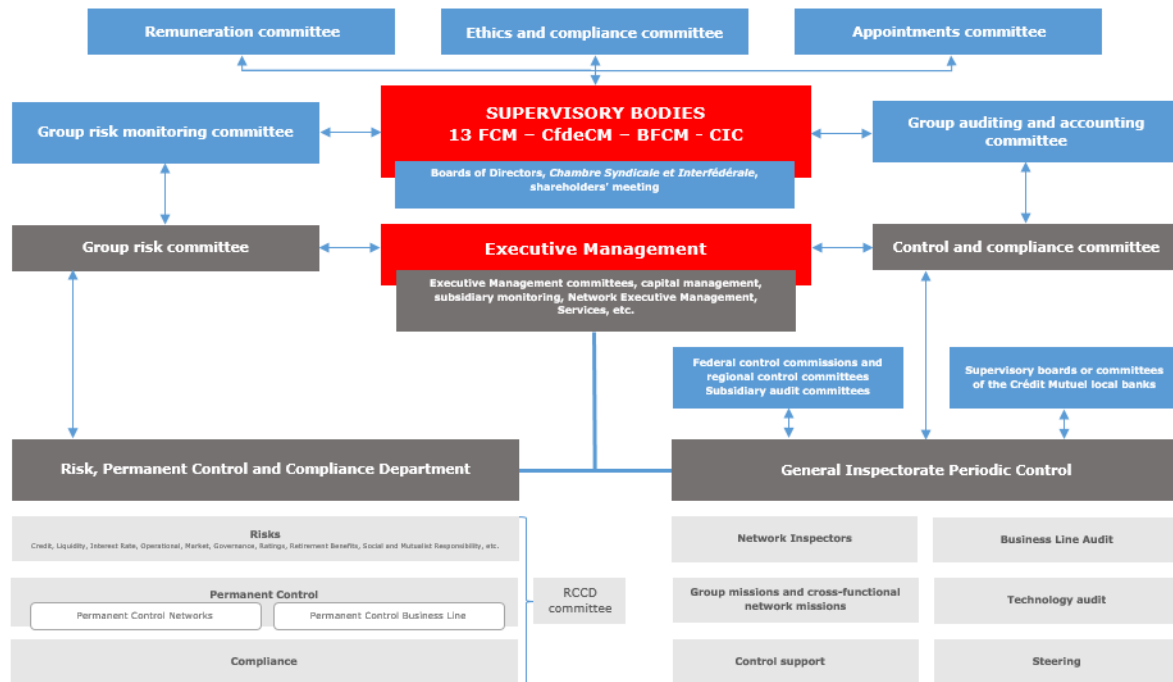 Remuneration committee
Ethics and compliance committee
Appointments committee
Group risk monitoring committee
SUPERVISORY BODIES
13 FCM – CfdeCM – BFCM - CIC
Boards of Directors, Chambre Syndicale et Interfédérale,
shareholders' meeting
Group auditing and accounting
committee
Group risk committee
Executive Management
Executive Management committees, capital management,
subsidiary monitoring, Network Executive Management,
Services, etc.
Control and compliance committee
Federal control commissions and
regional control committees
Subsidiary audit committees
Supervisory boards or committees
of the Crédit Mutuel local banks
Risk, Permanent Control and Compliance Department
General Inspectorate Periodic Control
Risks
Credit, Liquidity, Interest Rate, Operational, Market, Governance, Ratings, Retirement Benefits, Social and Mutualist Responsibility, etc.
Permanent Control
Permanent Control Networks
Permanent Control Business Line
Compliance
RCCD
committee
Network Inspectors
Business Line Audit
Group missions and cross-functional
network missions
Technology audit
Control support
Steering